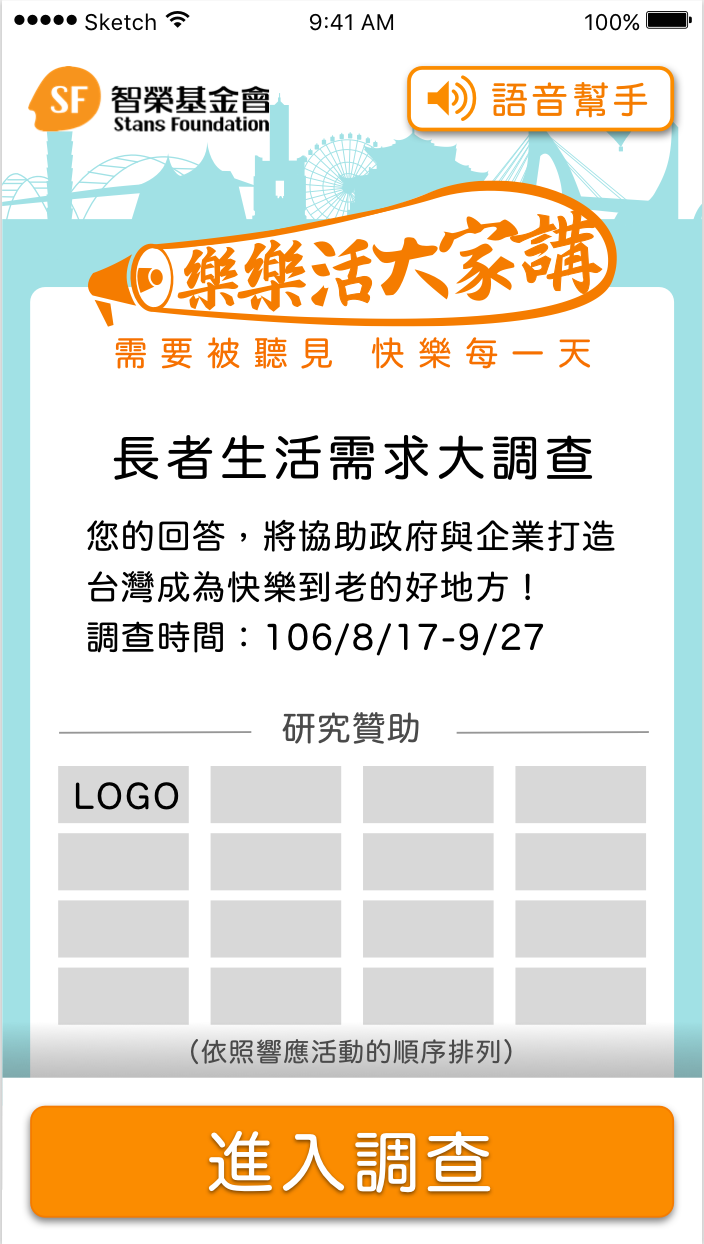 Sketch 9:41 AM 100%
SF 智榮基金會
Stans Foundation
語音幫手
樂樂活大家講
需要被聽見 快樂每一天
長者生活需求大調查
您的回答，將協助政府與企業打造
台灣成為快樂到老的好地方！
調查時間：106/8/17-9/27
研究贊助
LOGO
（依照響應活動的順序排列）
進入調查